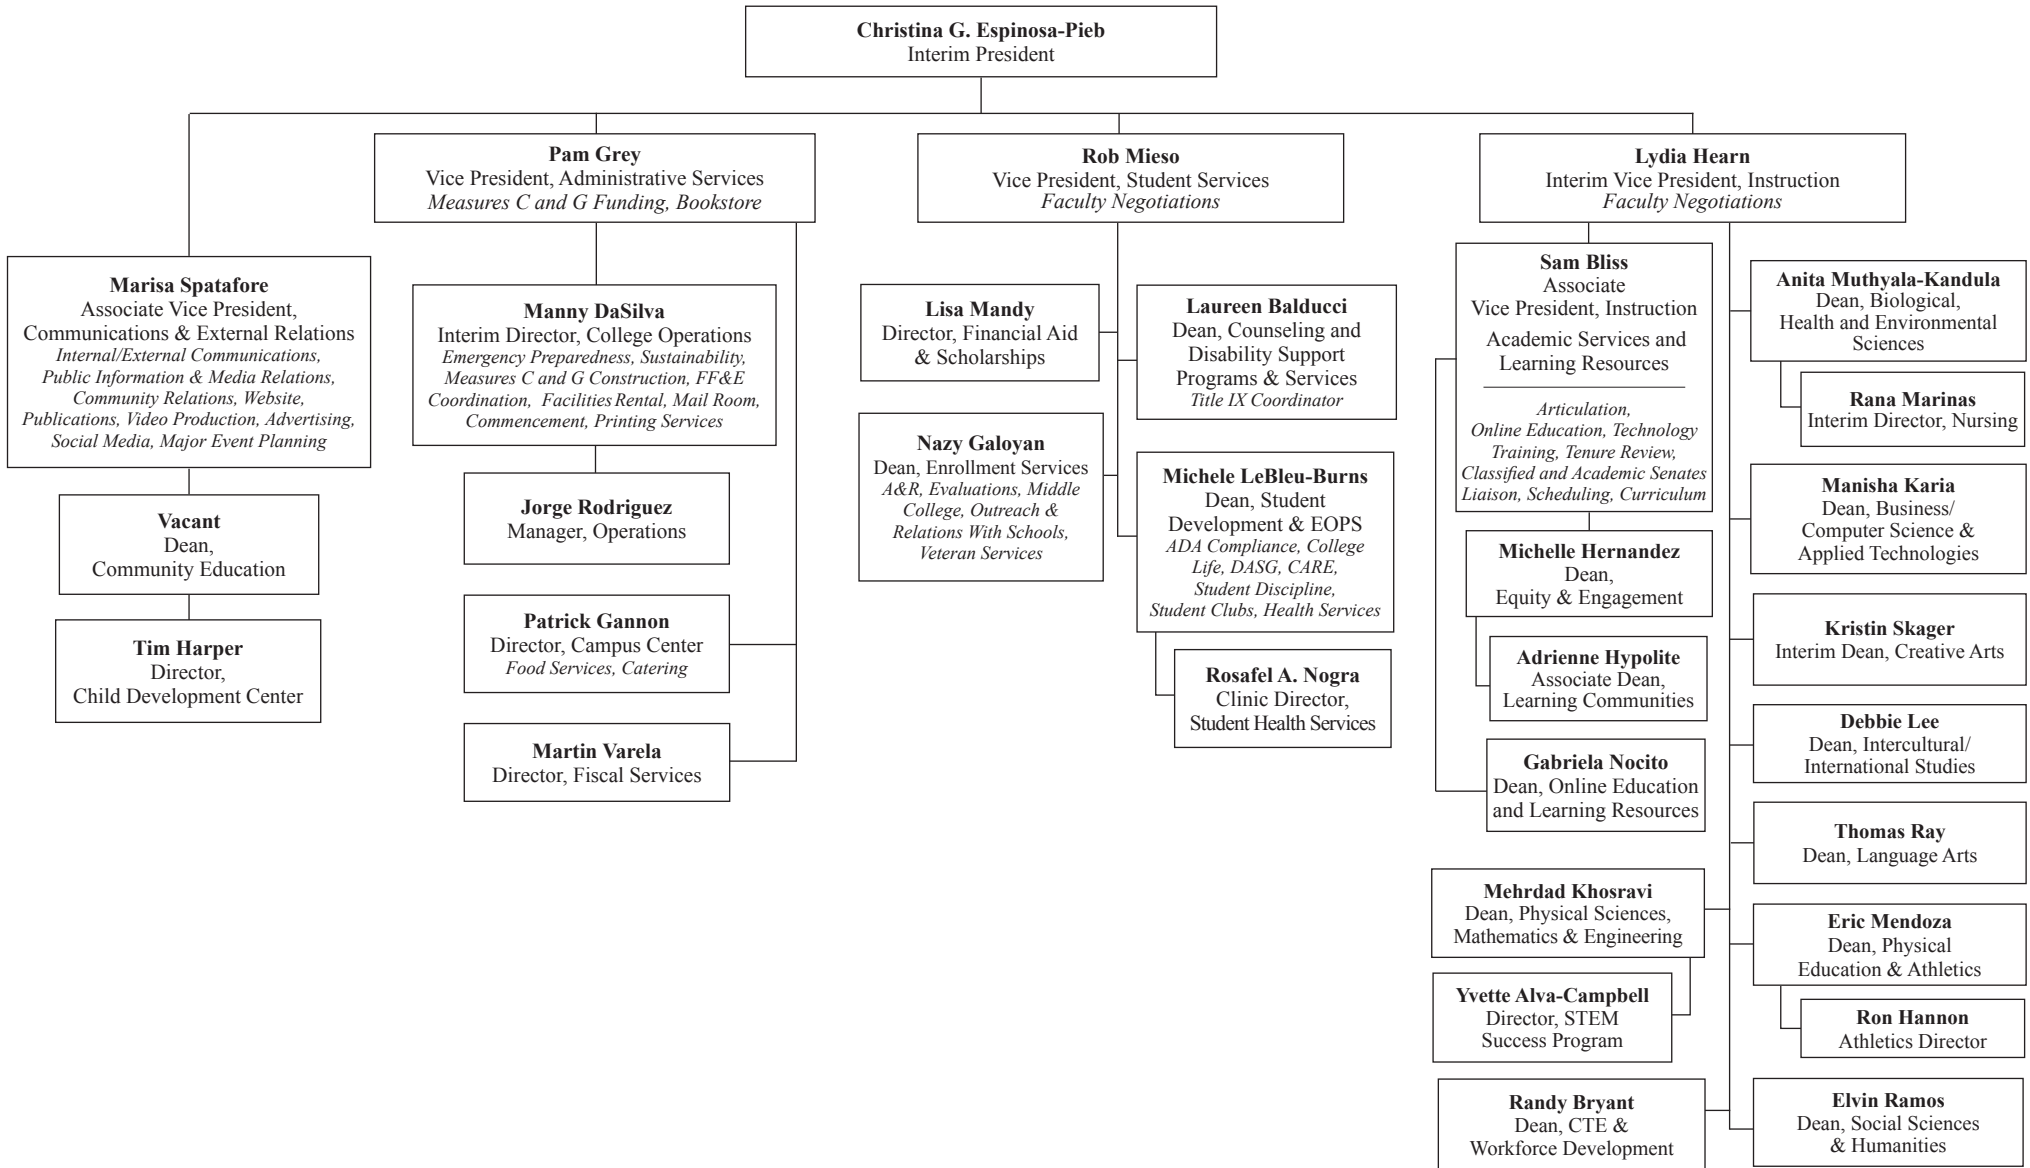 Christina G. Espinosa-Pieb
Interim President
Pam Grey
Vice President, Administrative Services
Measures C and G Funding, Bookstore
Rob Mieso
Vice President, Student Services
Faculty Negotiations
Lydia Hearn
Interim Vice President, Instruction
Faculty Negotiations
Marisa Spatafore
Associate Vice President,
Communications & External Relations
Internal/External Communications,
Public Information & Media Relations,
Community Relations, Website,
Publications, Video Production, Advertising,
Social Media, Major Event Planning
Vacant
Dean,
Community Education
Tim Harper
Director,
Child Development Center
Manny DaSilva
Interim Director, College Operations
Emergency Preparedness, Sustainability,
Measures C and G Construction, FF&E
Coordination, Facilities Rental, Mail Room,
Commencement, Printing Services
Jorge Rodriguez
Manager, Operations
Patrick Gannon
Director, Campus Center
Food Services, Catering
Martin Varela
Director, Fiscal Services
Lisa Mandy
Director, Financial Aid
& Scholarships
Nazy Galoyan
Dean, Enrollment Services
A&R, Evaluations, Middle
College, Outreach &
Relations With Schools,
Veteran Services
Laureen Balducci
Dean, Counseling and
Disability Support
Programs & Services
Title IX Coordinator
Michele LeBleu-Burns
Dean, Student
Development & EOPS
ADA Compliance, College
Life, DASG, CARE,
Student Discipline,
Student Clubs, Health Services
Rosafel A. Nogra
Clinic Director,
Student Health Services
Sam Bliss
Associate
Vice President, Instruction
Academic Services and
Learning Resources
Articulation,
Online Education, Technology
Training, Tenure Review,
Classified and Academic Senates
Liaison, Scheduling, Curriculum
Michelle Hernandez
Dean,
Equity & Engagement
Adrienne Hypolite
Associate Dean,
Learning Communities
Gabriela Nocito
Dean, Online Education
and Learning Resources
Mehrdad Khosravi
Dean, Physical Sciences,
Mathematics & Engineering
Yvette Alva-Campbell
Director, STEM
Success Program
Randy Bryant
Dean, CTE &
Workforce Development
Anita Muthyala-Kandula
Dean, Biological,
Health and Environmental
Sciences
Rana Marinas
Interim Director, Nursing
Manisha Karia
Dean, Business/
Computer Science &
Applied Technologies
Kristin Skager
Interim Dean, Creative Arts
Debbie Lee
Dean, Intercultural/
International Studies
Thomas Ray
Dean, Language Arts
Eric Mendoza
Dean, Physical
Education & Athletics
Ron Hannon
Athletics Director
Elvin Ramos
Dean, Social Sciences
& Humanities